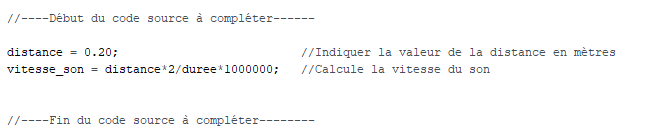 //----Début du code source à compléter------
distance = 0.20; //Indiquer la valeur de la distance en mètres
vitesse_son = distance*2/duree*1000000; //Calcule la vitesse du son
//----Fin du code source à compléter--------